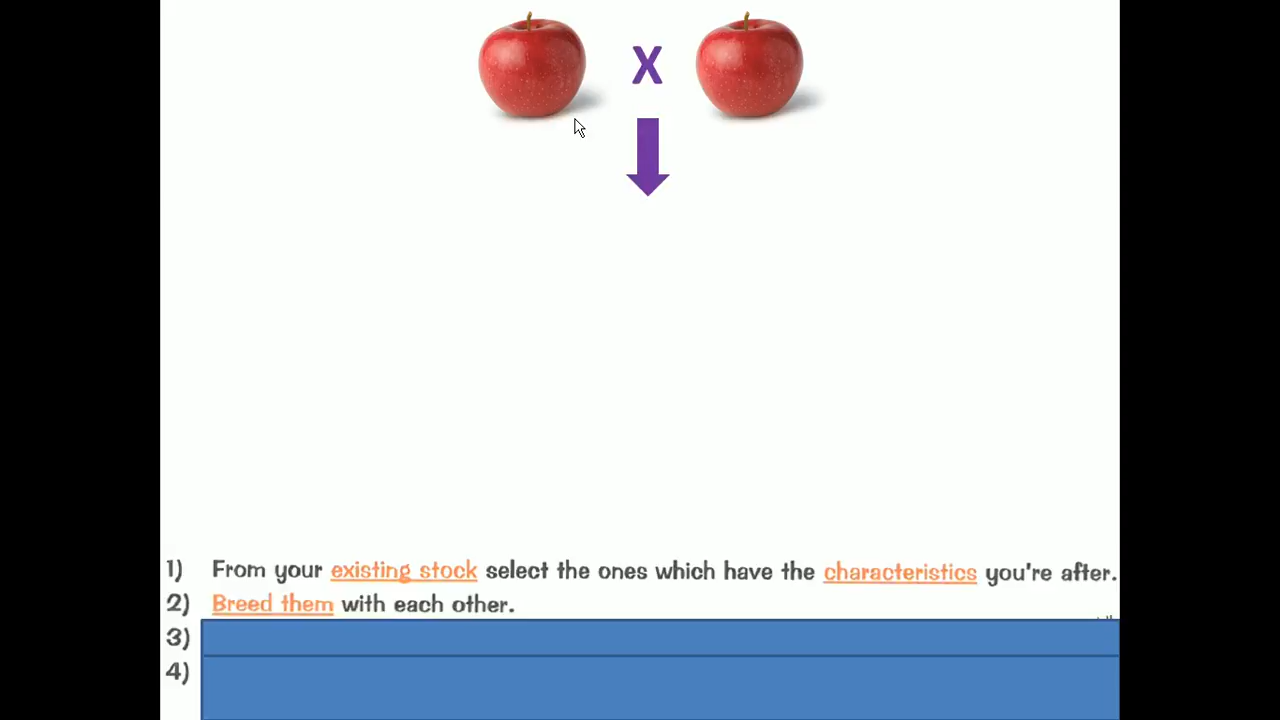 X
1) From your existing stock select the ones which have the characteristics you're after.
2) Breed them with each other.
3)
4)